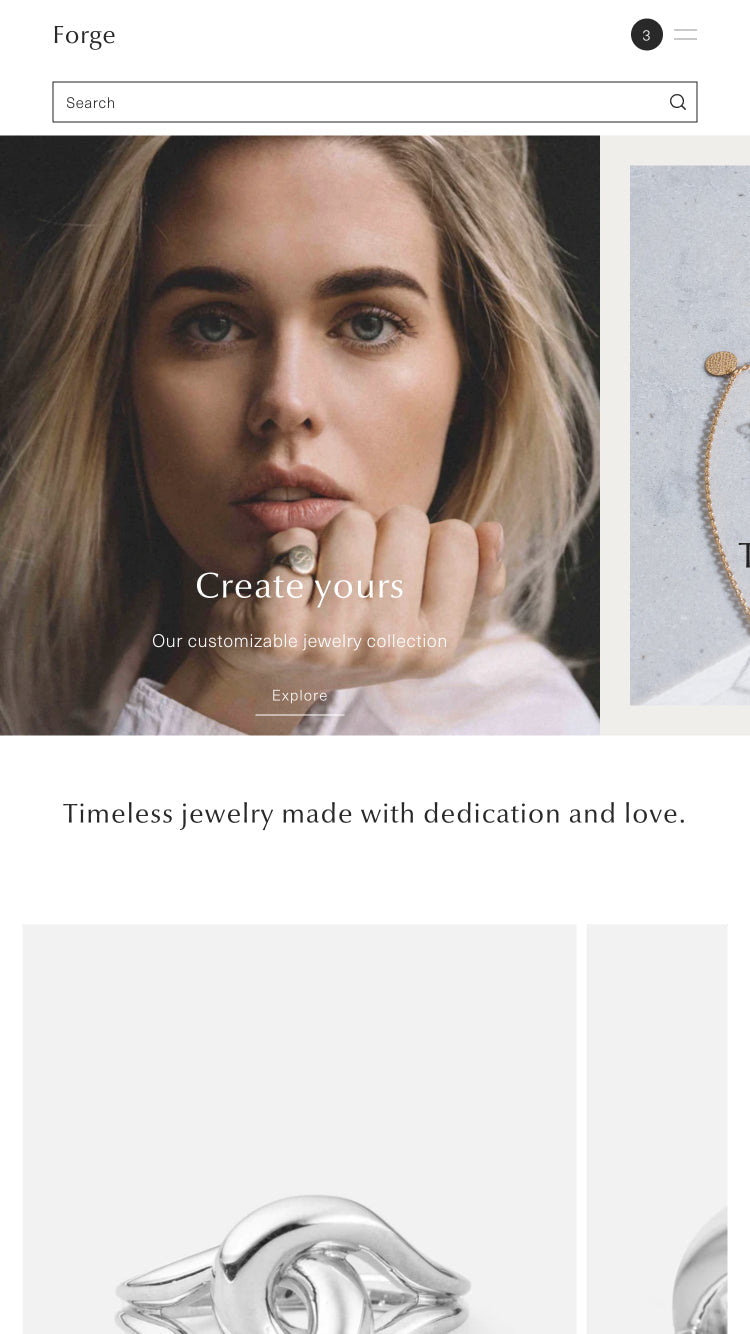 Forge
3
Search
Create yours
Our customizable jewelry collection
Explore
T
Timeless jewelry made with dedication and love.